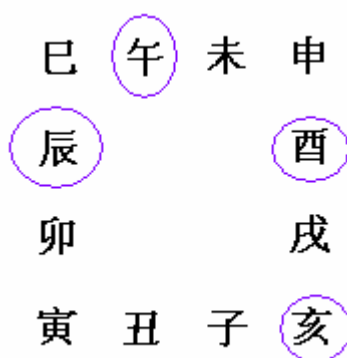 巳 午 未 申
辰 酉
卯 戌
寅 丑 子 亥